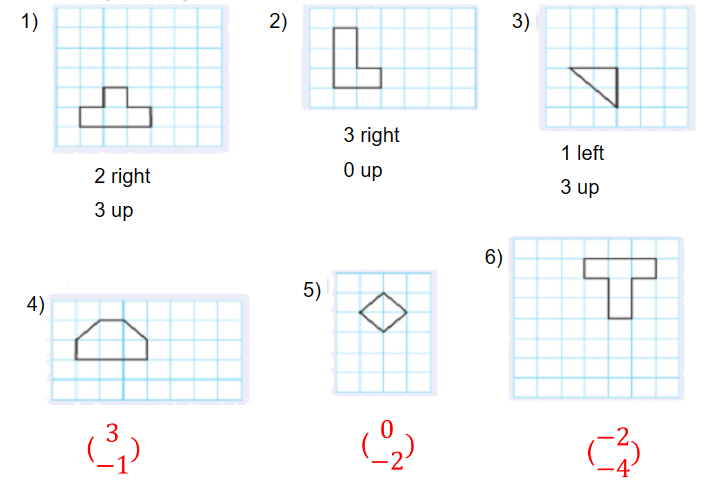 1)
2 right
3 up
2)
3 right
0 up
3)
1 left
3 up
4)
(3
−1)
5)
(0
−2)
6)
(−2
−4)